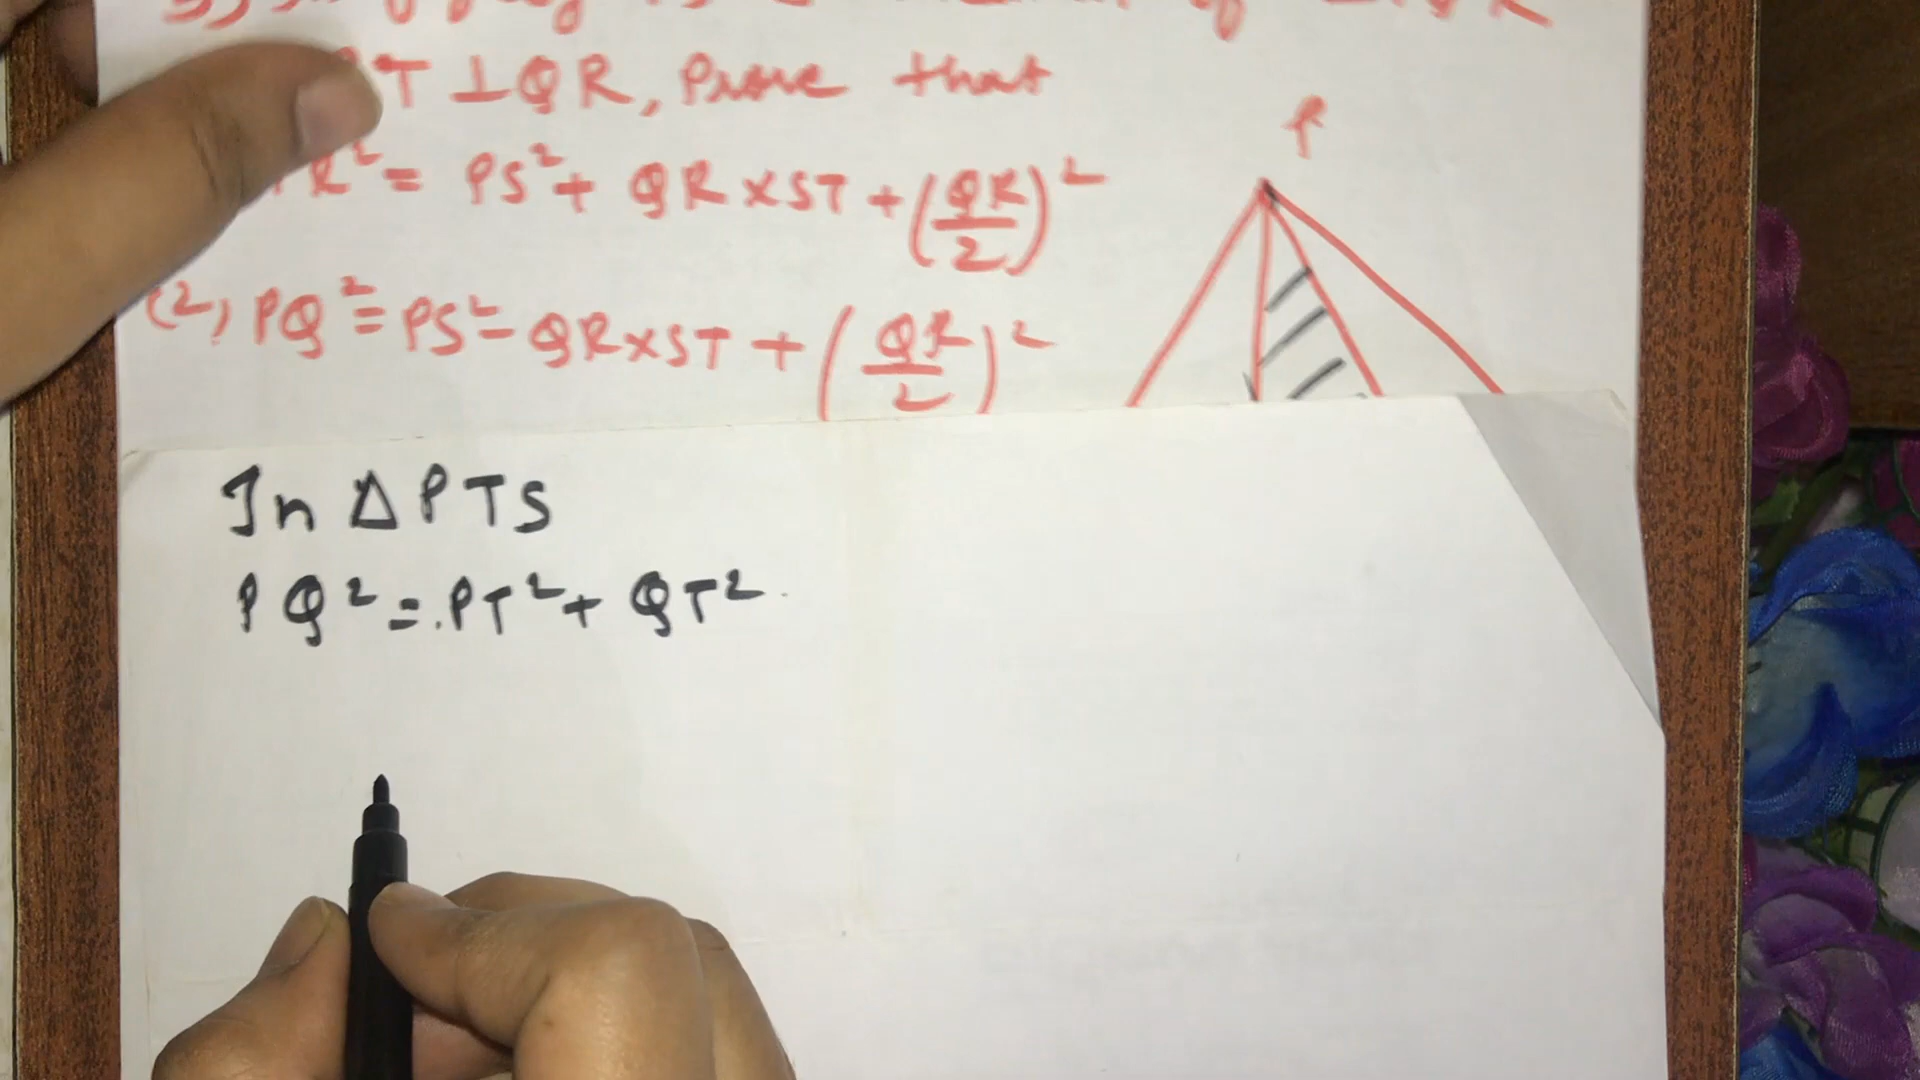 T ⊥ QR, Prove that
R² = PS² + QR × ST + (QR/2)²
P
(2) PQ² = PS² - QR × ST + (QR/2)²
In Δ PTS
PQ² = PT² + QT²